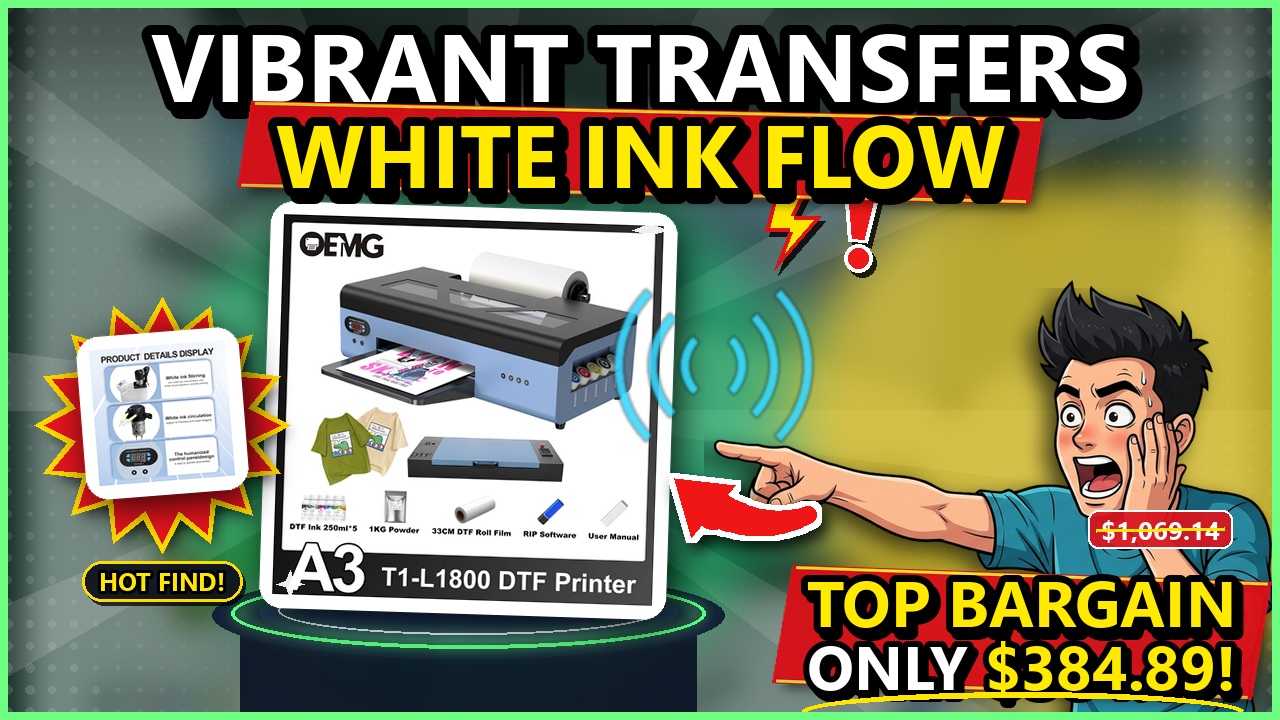 VIBRANT TRANSFERS
WHITE INK FLOW
OEMG
PRODUCT DETAILS DISPLAY
White ink Stirring
White ink circulation
The humanized
control paneldesign
HOT FIND!
DTF Ink 250ml*5
1KG Powder
33CM DTF Roll Film
RIP Software
User Manual
A3 T1-L1800 DTF Printer
$1,069.14
TOP BARGAIN
ONLY $384.89!